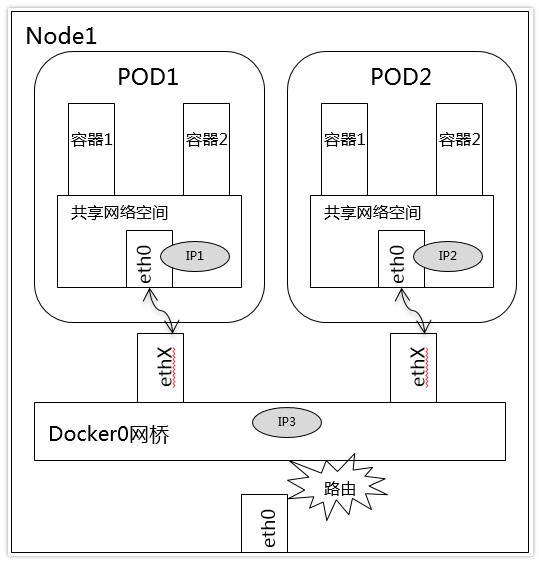 Node1
POD1
POD2
容器1
容器2
容器1
容器2
共享网络空间
共享网络空间
eth0
IP1
eth0
IP2
ethX
ethX
Docker0网桥
IP3
路由
eth0